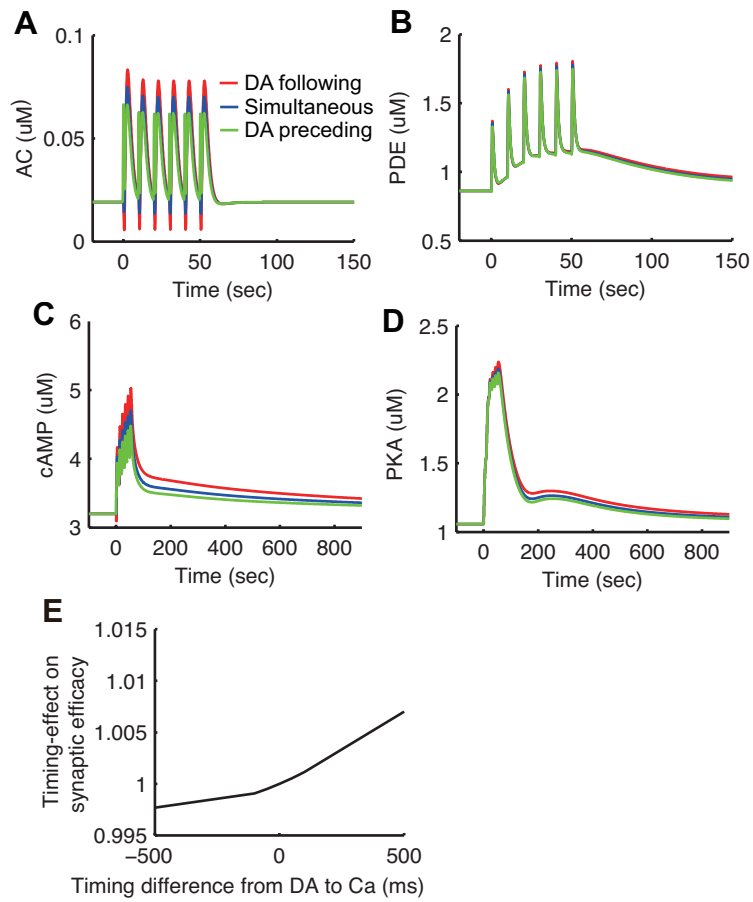 A
0.1
0.05
0
AC (uM)
DA following
Simultaneous
DA preceding
0 50 100 150
Time (sec)
B
2
1.5
1
0.5
PDE (uM)
0 50 100 150
Time (sec)
C
6
5
4
3
cAMP (uM)
0 200 400 600 800
Time (sec)
D
2.5
2
1.5
1
PKA (uM)
0 200 400 600 800
Time (sec)
E
1.015
1.01
1.005
1
0.995
Timing-effect on
synaptic efficacy
−500 0 500
Timing difference from DA to Ca (ms)